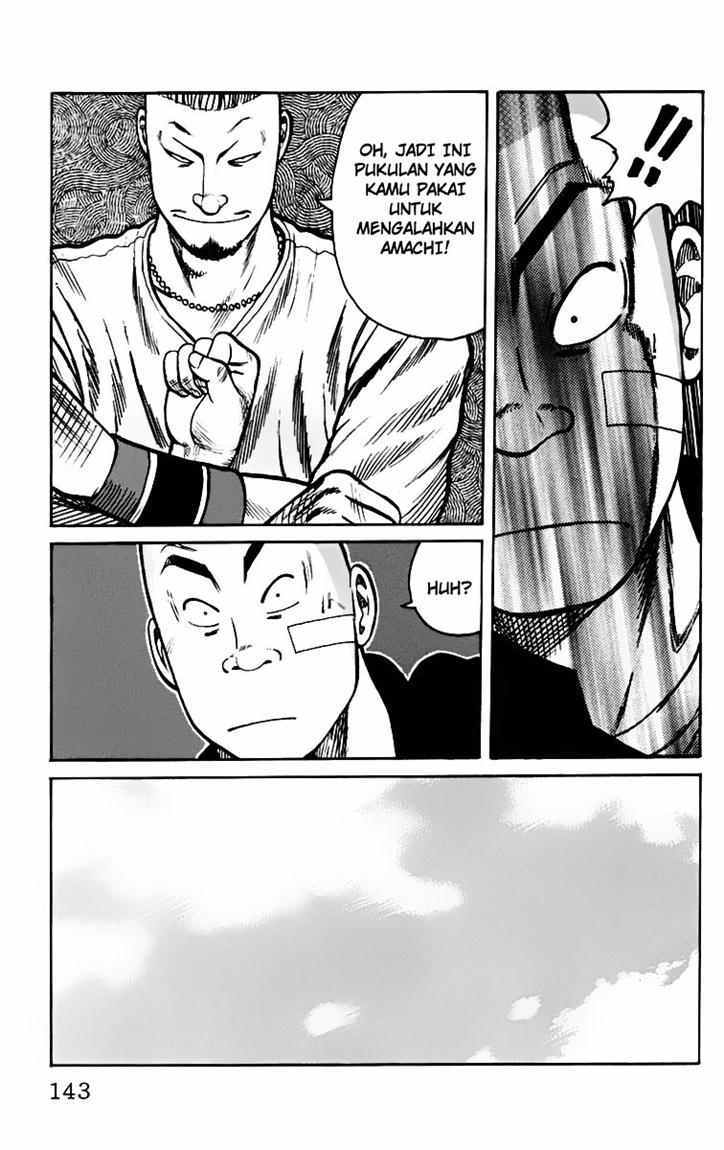 !!
OH, JADI INI
PUKULAN YANG
KAMU PAKAI
UNTUK
MENGALAHKAN
AMACHI!
HUH?
143